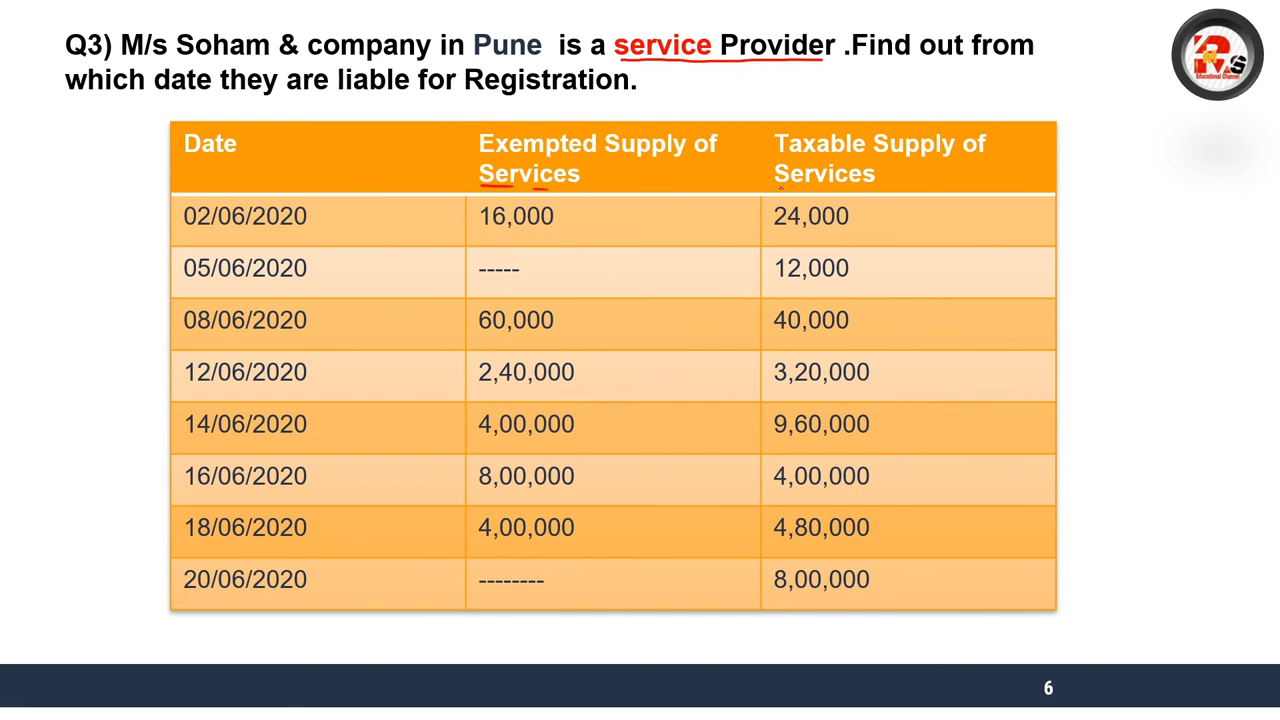 Q3) M/s Soham & company in Pune is a service Provider .Find out from
which date they are liable for Registration.
Date Exempted Supply of Services Taxable Supply of Services
02/06/2020 16,000 24,000
05/06/2020 ----- 12,000
08/06/2020 60,000 40,000
12/06/2020 2,40,000 3,20,000
14/06/2020 4,00,000 9,60,000
16/06/2020 8,00,000 4,00,000
18/06/2020 4,00,000 4,80,000
20/06/2020 -------- 8,00,000
Educational Channel
6